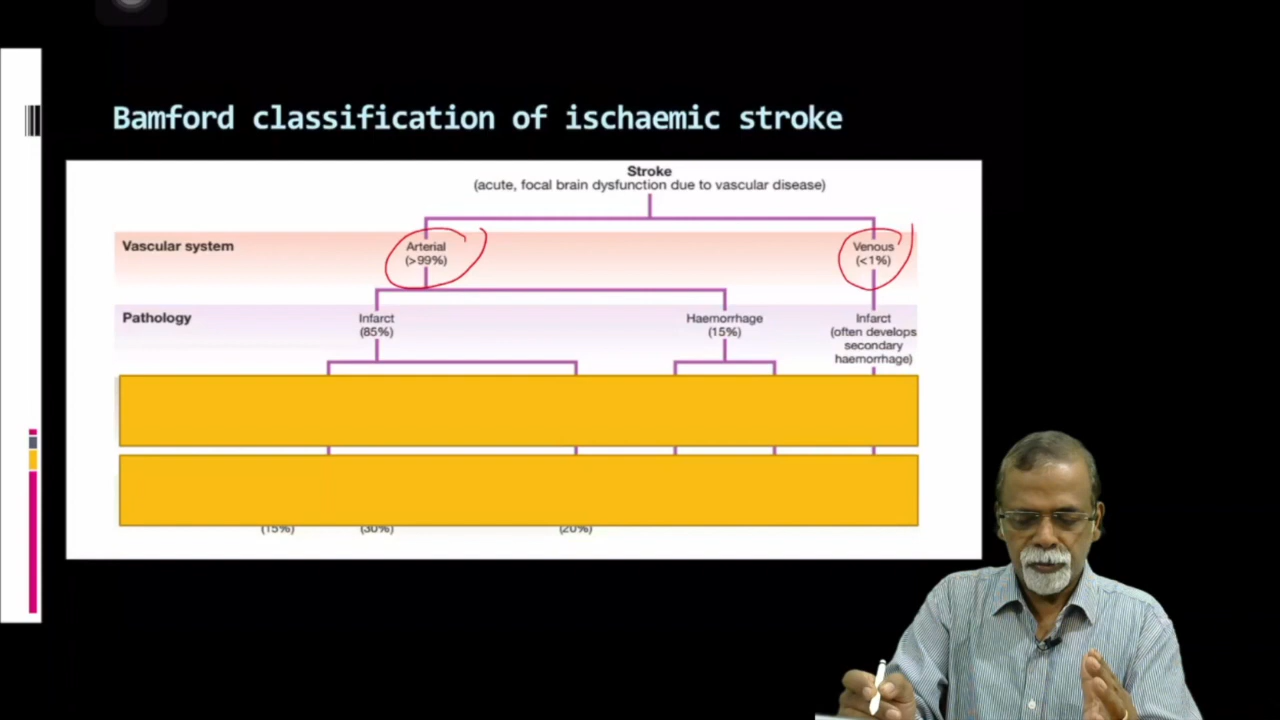 Bamford classification of ischaemic stroke
Stroke
(acute, focal brain dysfunction due to vascular disease)
Vascular system
Arterial
(>99%)
Venous
(<1%)
Pathology
Infarct
(85%)
Haemorrhage
(15%)
Infarct
(often develops
secondary
haemorrhage)
(15%)
(30%)
(20%)